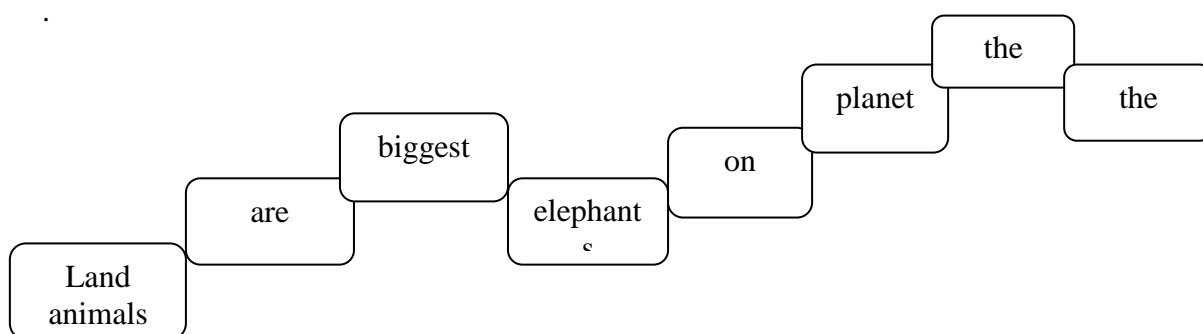 .
Land
animals
are
biggest
elephant
s
on
planet
the
the